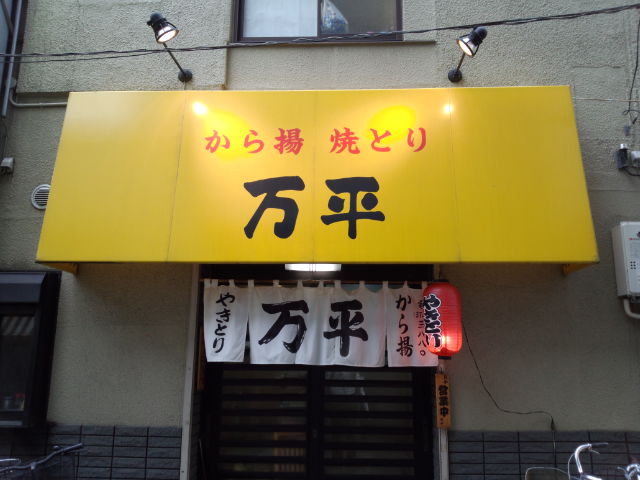 から揚 焼とり
万平
やきとり
万平
から揚
やきとり
営業中